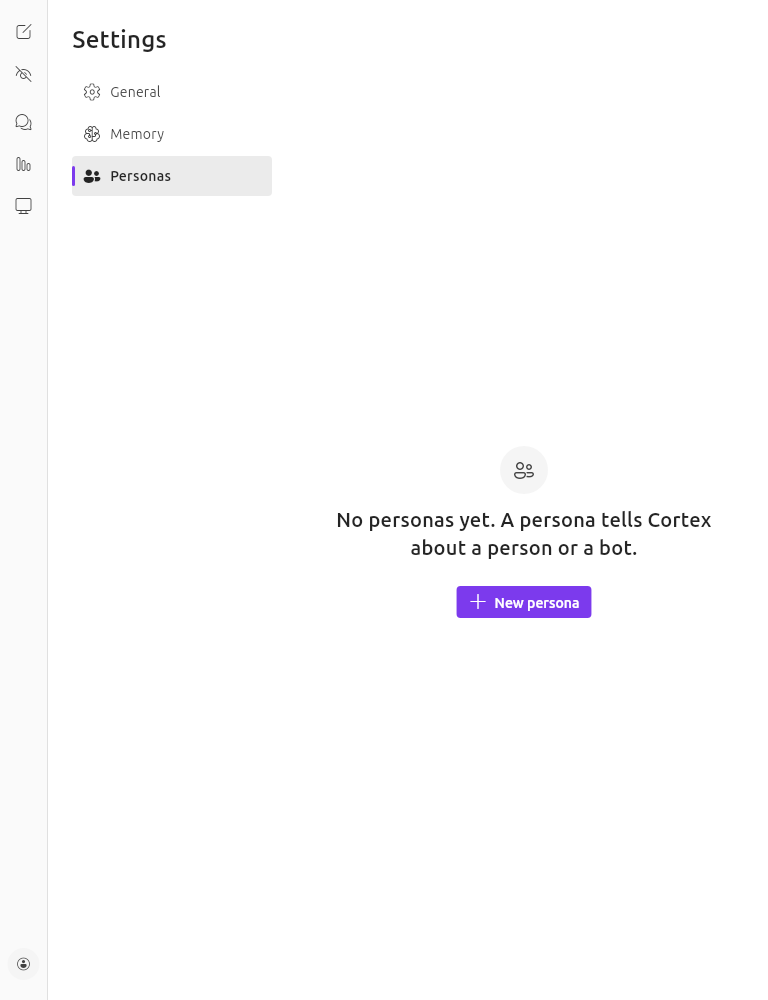 Settings
General
Memory
Personas
No personas yet. A persona tells Cortex
about a person or a bot.
New persona